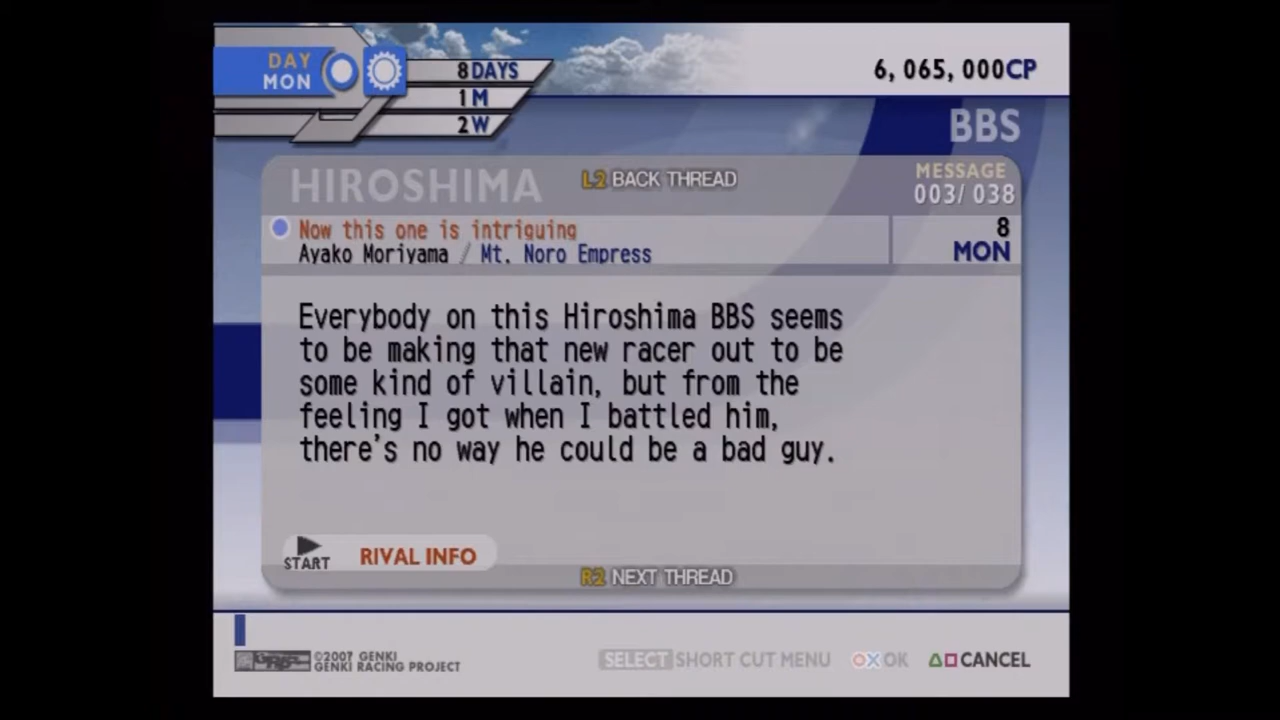 DAY
MON
8 DAYS
1 M
2 W
6,065,000CP
BBS
HIROSHIMA
L2 BACK THREAD
MESSAGE
003/038
Now this one is intriguing
8
Ayako Moriyama / Mt. Noro Empress
MON
Everybody on this Hiroshima BBS seems
to be making that new racer out to be
some kind of villain, but from the
feeling I got when I battled him,
there's no way he could be a bad guy.
START
RIVAL INFO
R2 NEXT THREAD
©2007 GENKI
GENKI RACING PROJECT
SELECT SHORT CUT MENU
OK
CANCEL